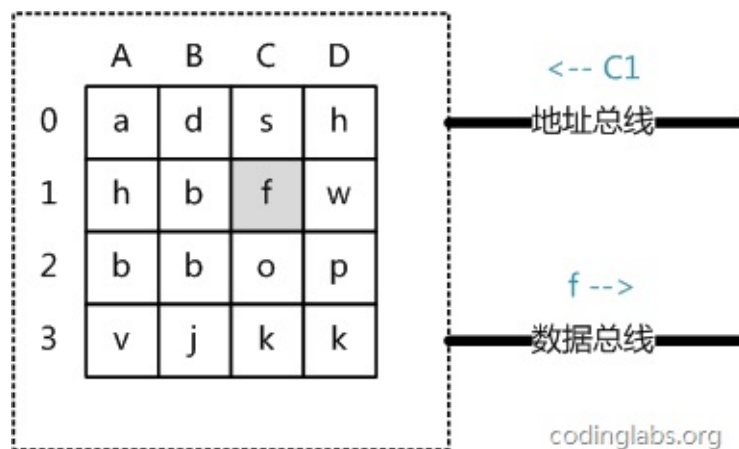 A B C D
<-- C1
0 a d s h
地址总线
1 h b f w
2 b b o p
f -->
3 v j k k
数据总线
codinglabs.org